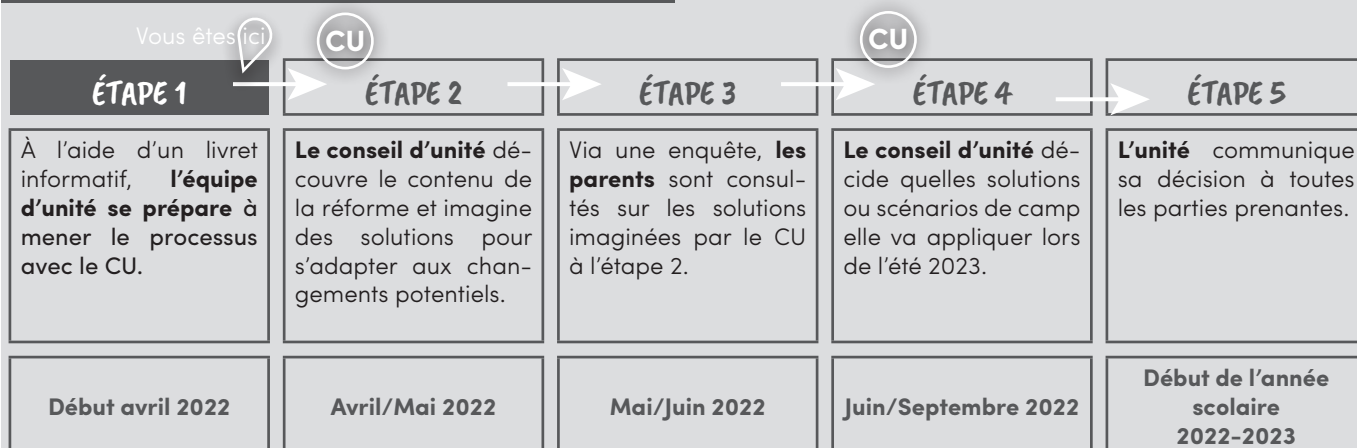 Vous êtes ici
CU
CU
ÉTAPE 1
ÉTAPE 2
ÉTAPE 3
ÉTAPE 4
ÉTAPE 5
À l'aide d'un livret
informatif, l'équipe
d'unité se prépare à
mener le processus
avec le CU.
Le conseil d'unité dé-
couvre le contenu de
la réforme et imagine
des solutions pour
s'adapter aux chan-
gements potentiels.
Via une enquête, les
parents sont consul-
tés sur les solutions
imaginées par le CU
à l'étape 2.
Le conseil d'unité dé-
cide quelles solutions
ou scénarios de camp
elle va appliquer lors
de l'été 2023.
L'unité communique
sa décision à toutes
les parties prenantes.
Début avril 2022
Avril/Mai 2022
Mai/Juin 2022
Juin/Septembre 2022
Début de l'année
scolaire
2022-2023